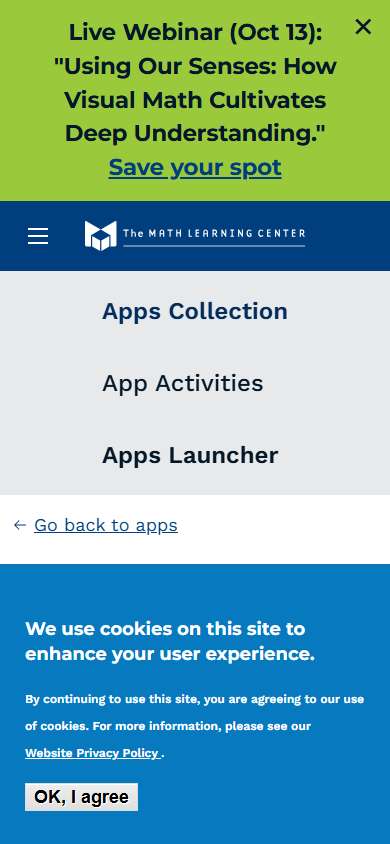 Live Webinar (Oct 13):
"Using Our Senses: How
Visual Math Cultivates
Deep Understanding."
Save your spot
The MATH LEARNING CENTER
Apps Collection
App Activities
Apps Launcher
← Go back to apps
We use cookies on this site to
enhance your user experience.
By continuing to use this site, you are agreeing to our use
of cookies. For more information, please see our
Website Privacy Policy .
OK, I agree